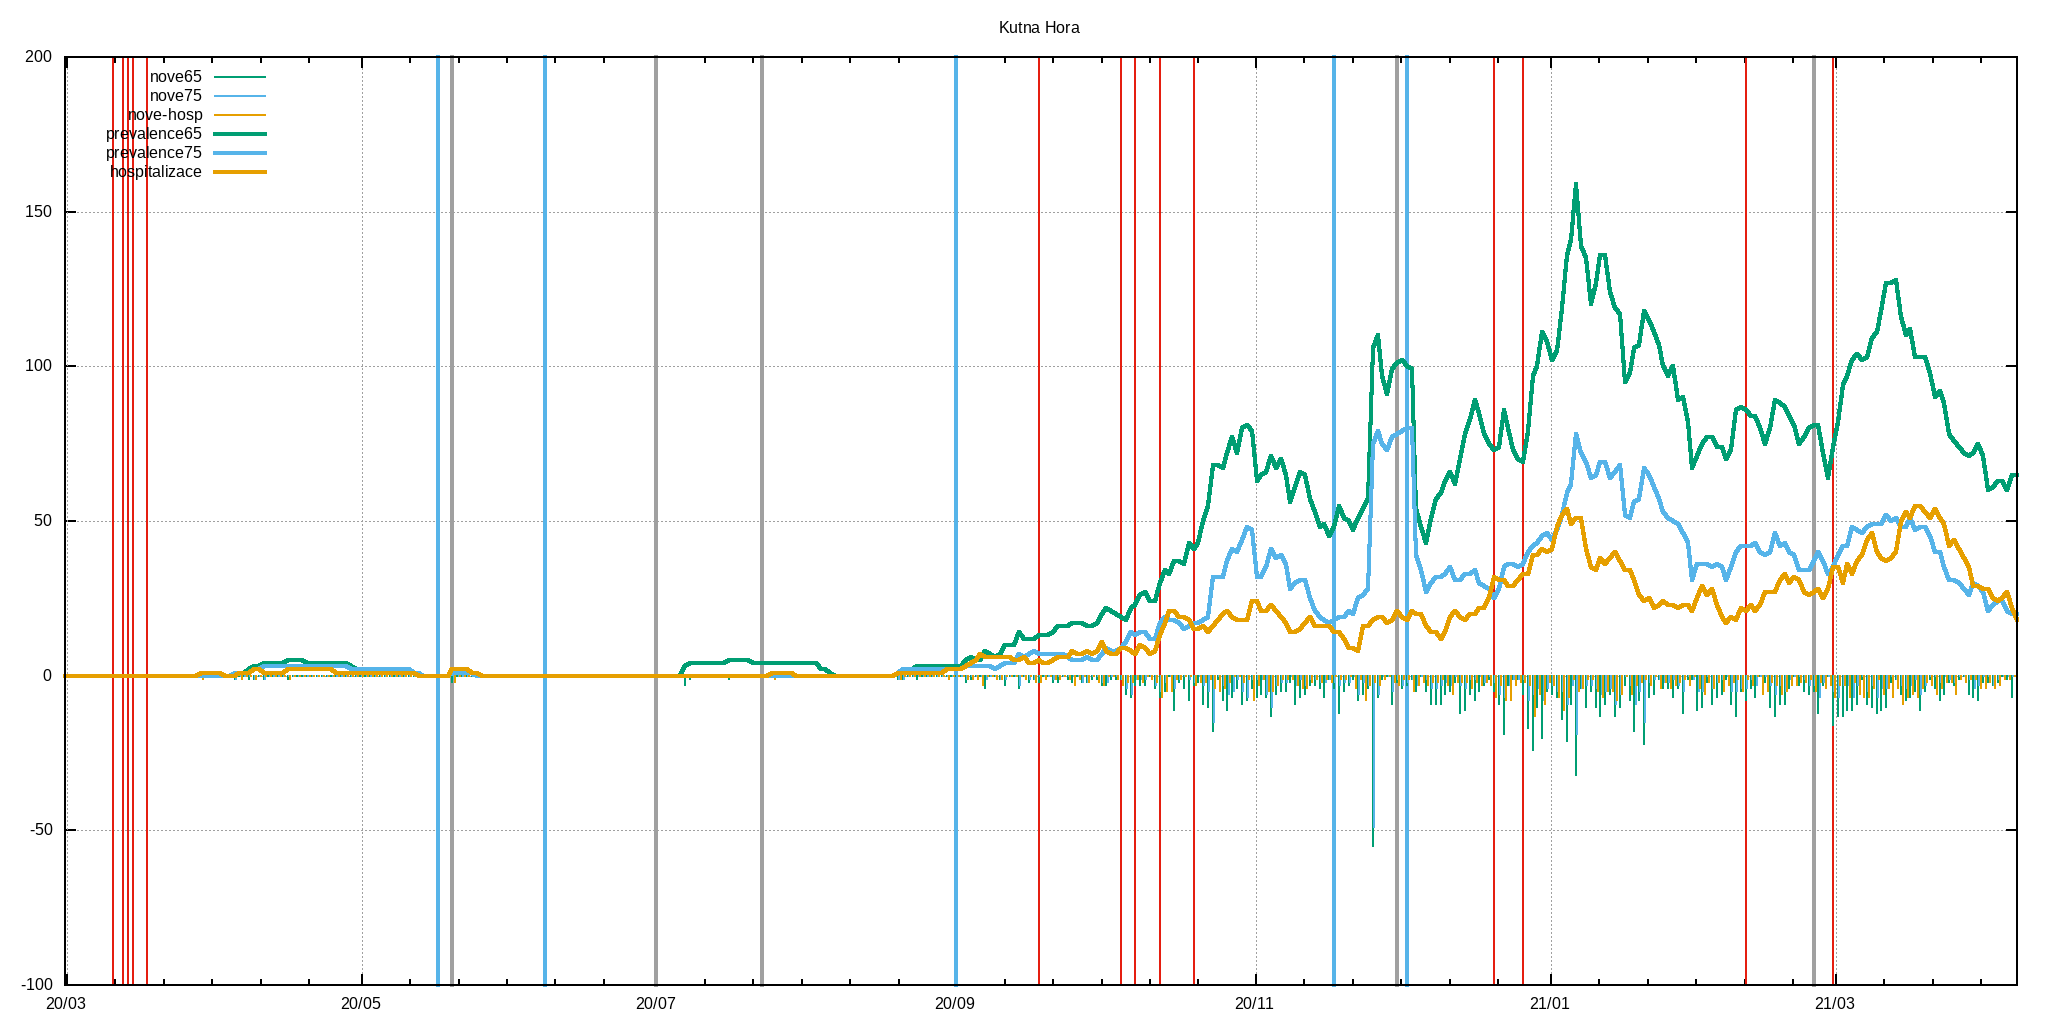 Kutna Hora
200
150
100
50
0
-50
-100
nove65
nove75
nove-hosp
prevalence65
prevalence75
hospitalizace
20/03 20/05 20/07 20/09 20/11 21/01 21/03